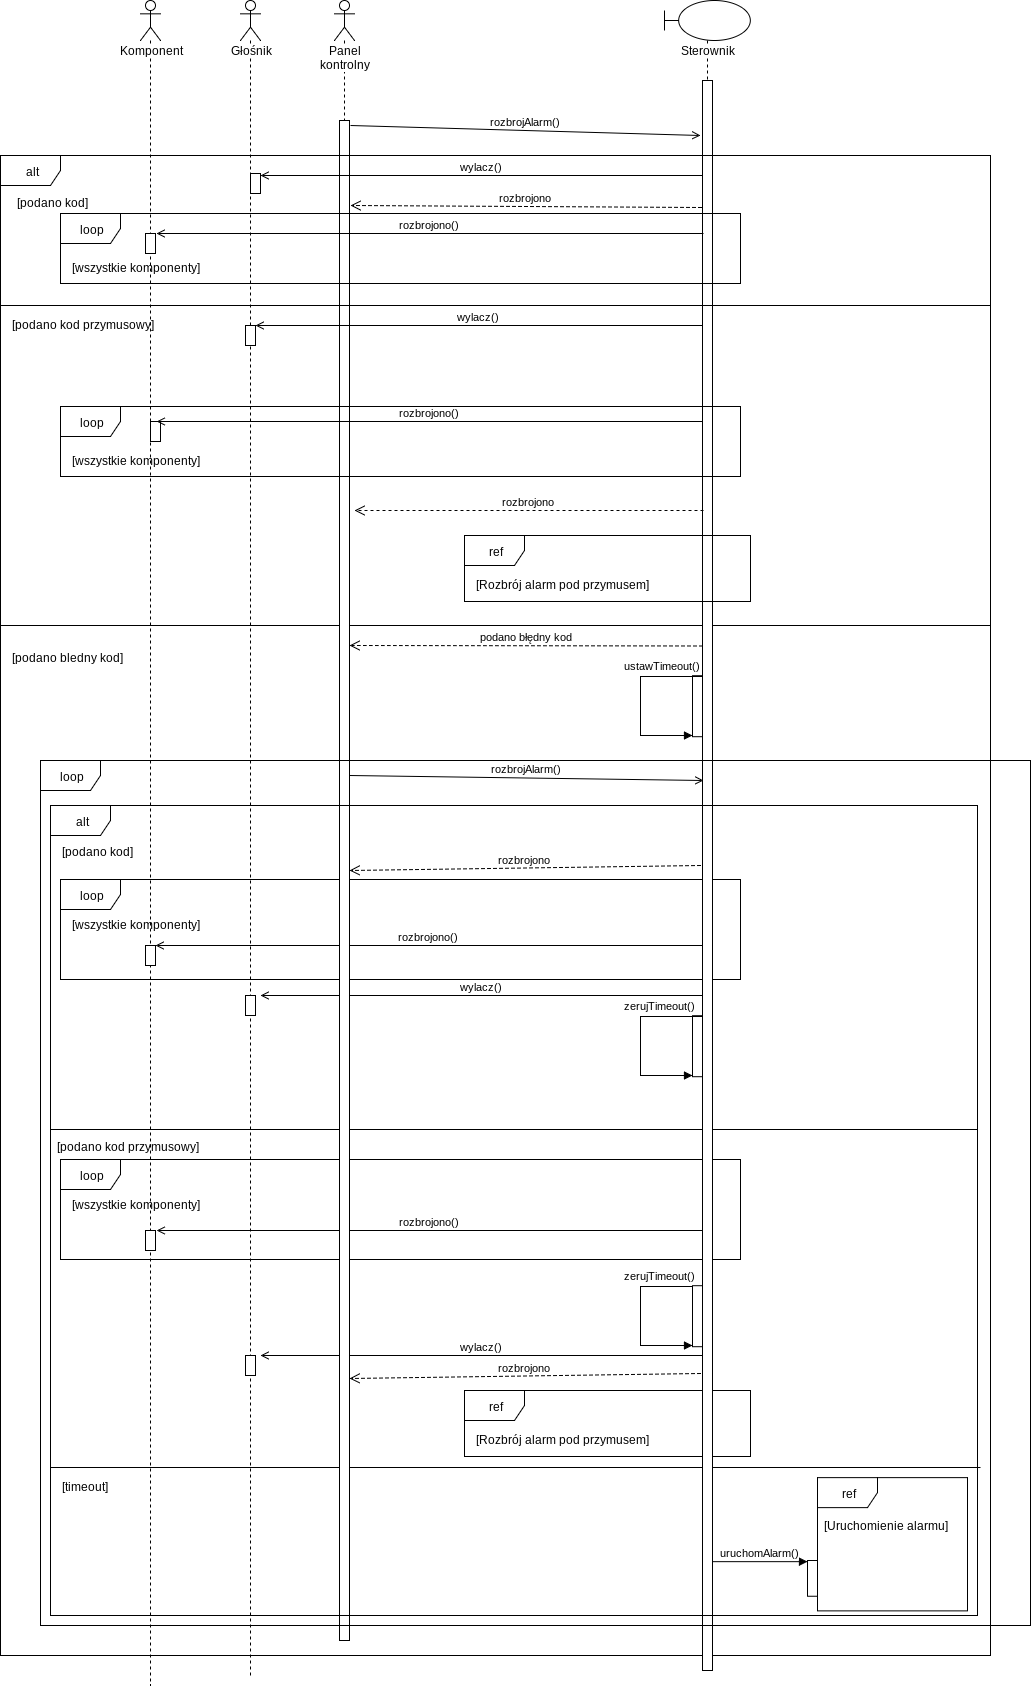 Komponent
Głośnik
Panel
kontrolny
Sterownik
rozbrojAlarm()
alt
wylacz()
[podano kod]
rozbrojono
loop
rozbrojono()
[wszystkie komponenty]
[podano kod przymusowy]
wylacz()
loop
rozbrojono()
[wszystkie komponenty]
rozbrojono
ref
[Rozbrój alarm pod przymusem]
podano błędny kod
[podano bledny kod]
ustawTimeout()
loop
rozbrojAlarm()
alt
[podano kod]
rozbrojono
loop
[wszystkie komponenty]
rozbrojono()
wylacz()
zerujTimeout()
[podano kod przymusowy]
loop
[wszystkie komponenty]
rozbrojono()
zerujTimeout()
wylacz()
rozbrojono
ref
[Rozbrój alarm pod przymusem]
[timeout]
ref
[Uruchomienie alarmu]
uruchomAlarm()